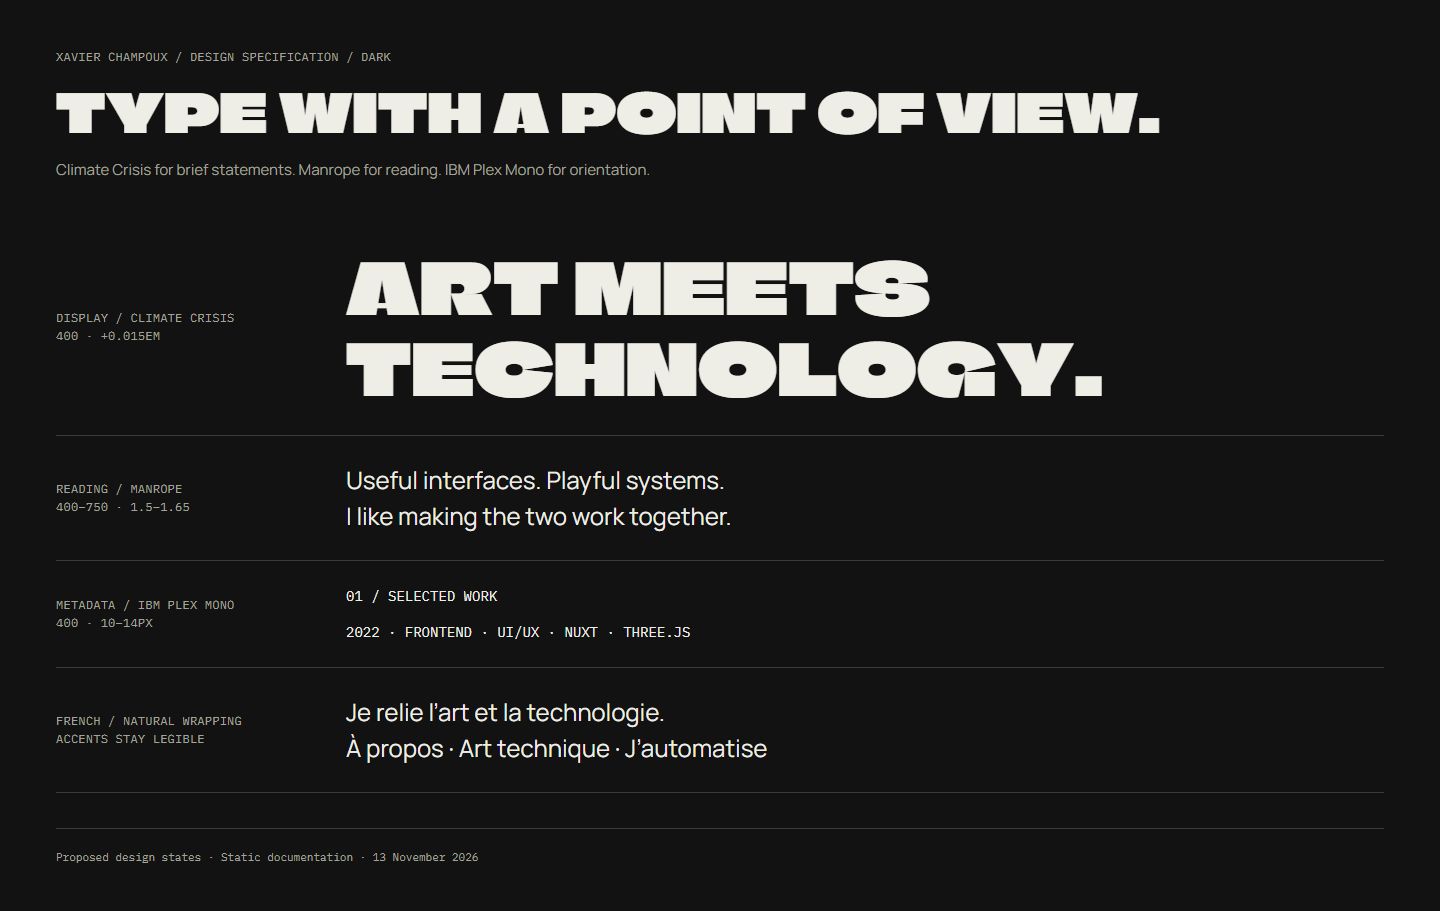 XAVIER CHAMPOUX / DESIGN SPECIFICATION / DARK
TYPE WITH A POINT OF VIEW.
Climate Crisis for brief statements. Manrope for reading. IBM Plex Mono for orientation.
DISPLAY / CLIMATE CRISIS
400 · +0.015EM
ART MEETS
TECHNOLOGY.
READING / MANROPE
400–750 · 1.5–1.65
Useful interfaces. Playful systems.
I like making the two work together.
METADATA / IBM PLEX MONO
400 · 10–14PX
01 / SELECTED WORK
2022 · FRONTEND · UI/UX · NUXT · THREE.JS
FRENCH / NATURAL WRAPPING
ACCENTS STAY LEGIBLE
Je relie l’art et la technologie.
À propos · Art technique · J’automatise
Proposed design states · Static documentation · 13 November 2026